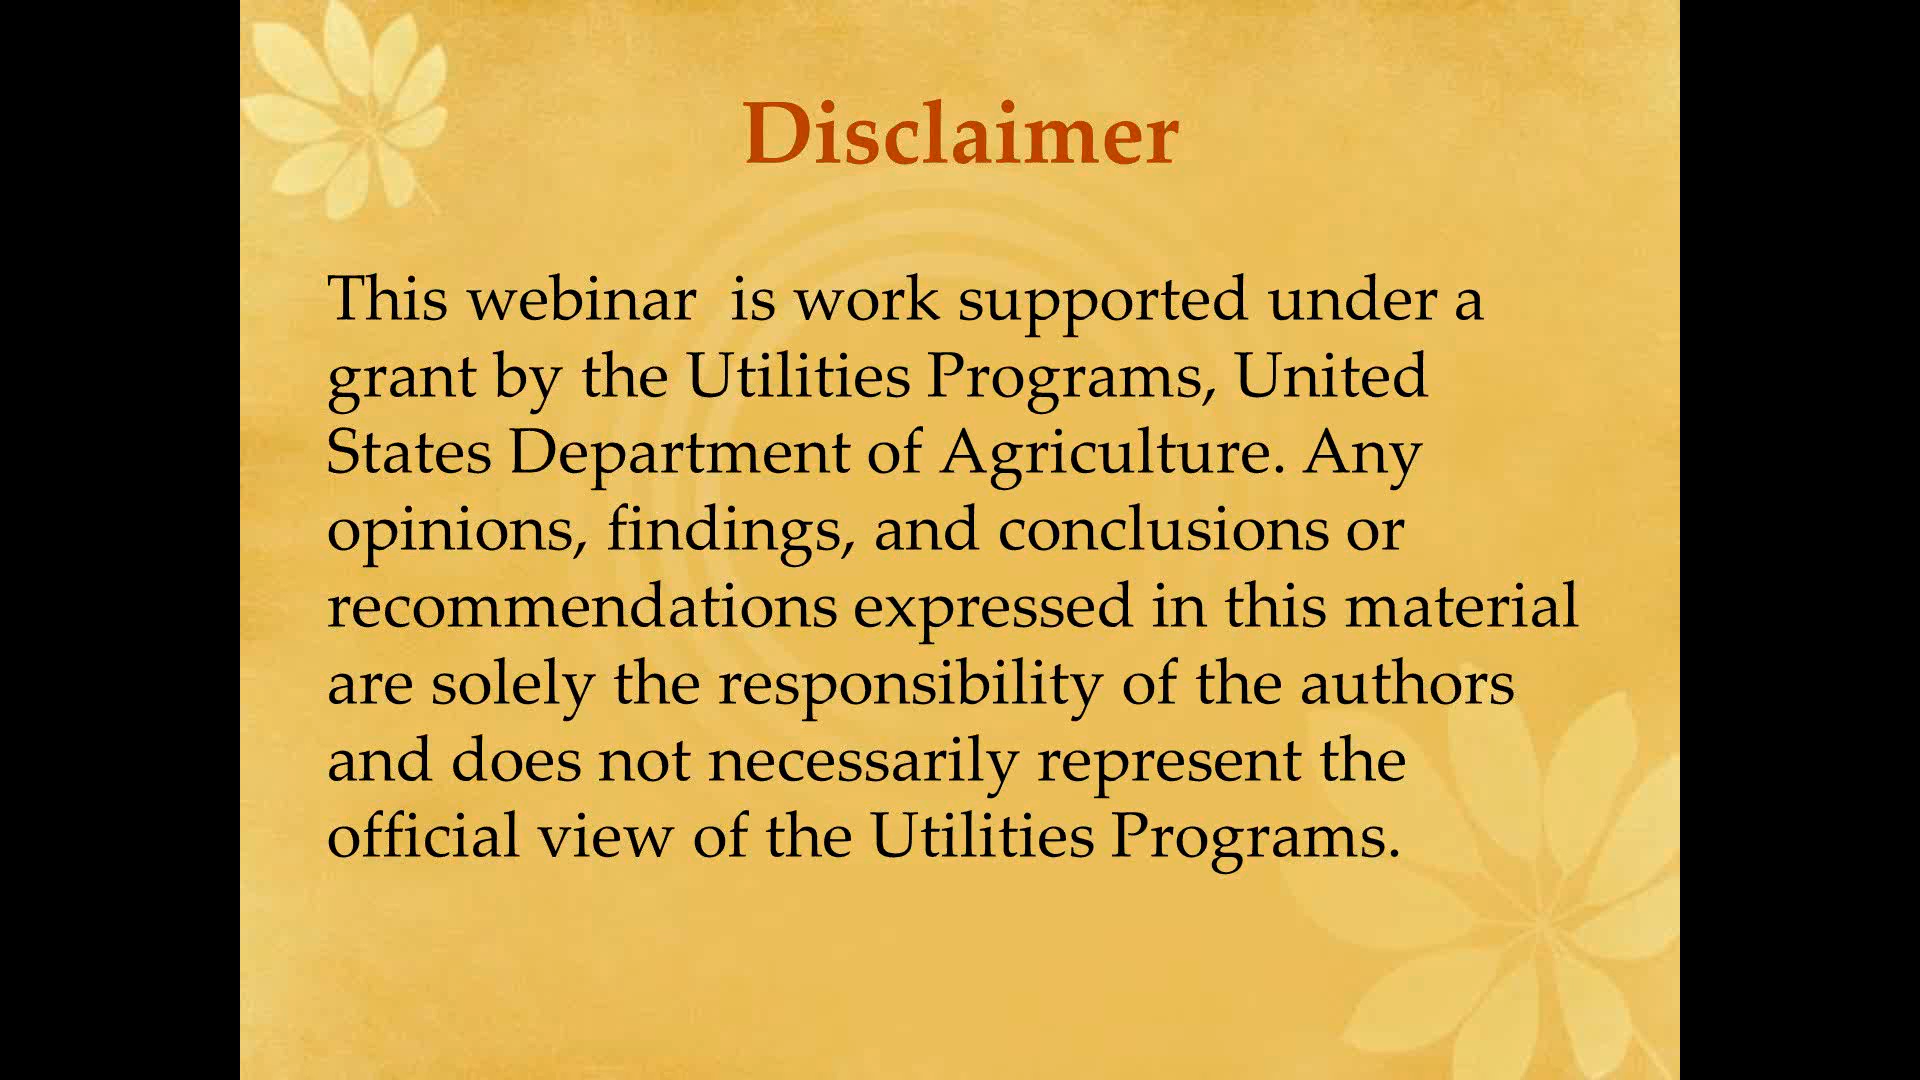 Disclaimer
This webinar  is work supported under a
grant by the Utilities Programs, United
States Department of Agriculture. Any
opinions, findings, and conclusions or
recommendations expressed in this material
are solely the responsibility of the authors
and does not necessarily represent the
official view of the Utilities Programs.